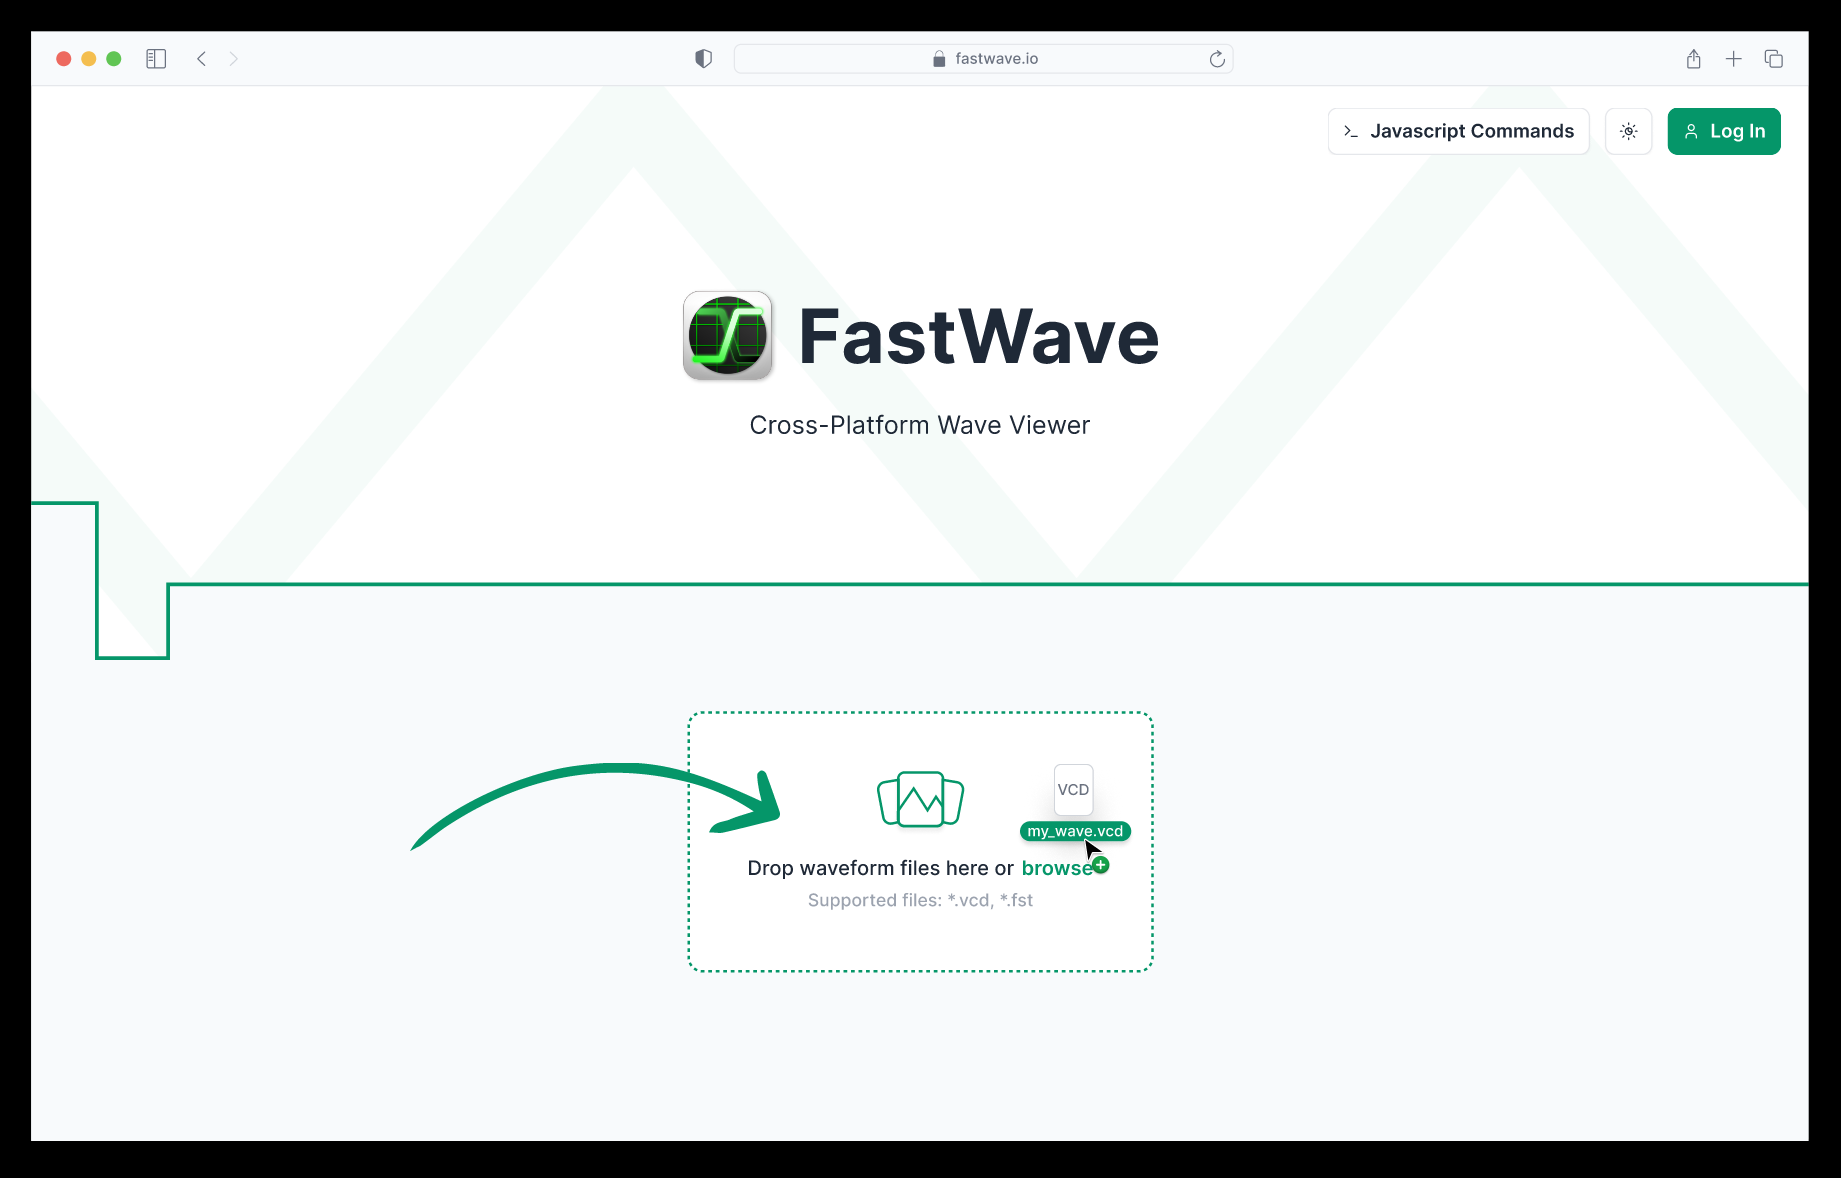 fastwave.io
Javascript Commands
Log In
FastWave
Cross-Platform Wave Viewer
VCD
my_wave.vcd
Drop waveform files here or browse
Supported files: *.vcd, *.fst